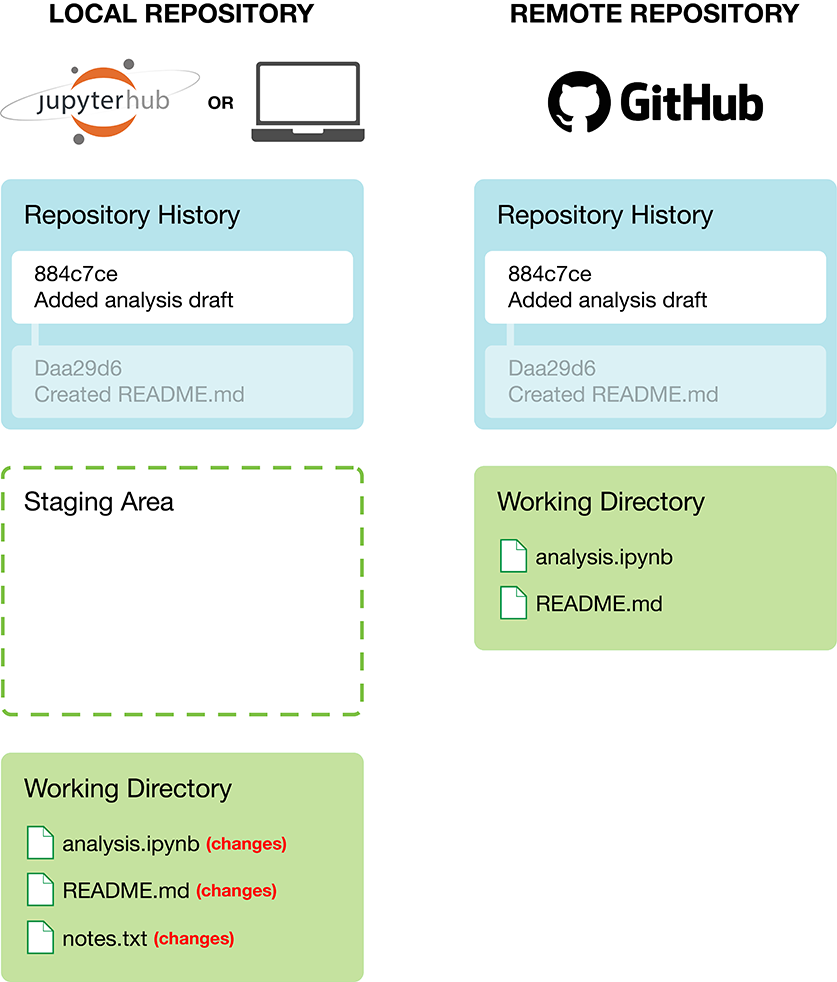 LOCAL REPOSITORY
jupyterhub
OR
Repository History
884c7ce
Added analysis draft
Daa29d6
Created README.md
Staging Area
Working Directory
analysis.ipynb (changes)
README.md (changes)
notes.txt (changes)
REMOTE REPOSITORY
GitHub
Repository History
884c7ce
Added analysis draft
Daa29d6
Created README.md
Working Directory
analysis.ipynb
README.md